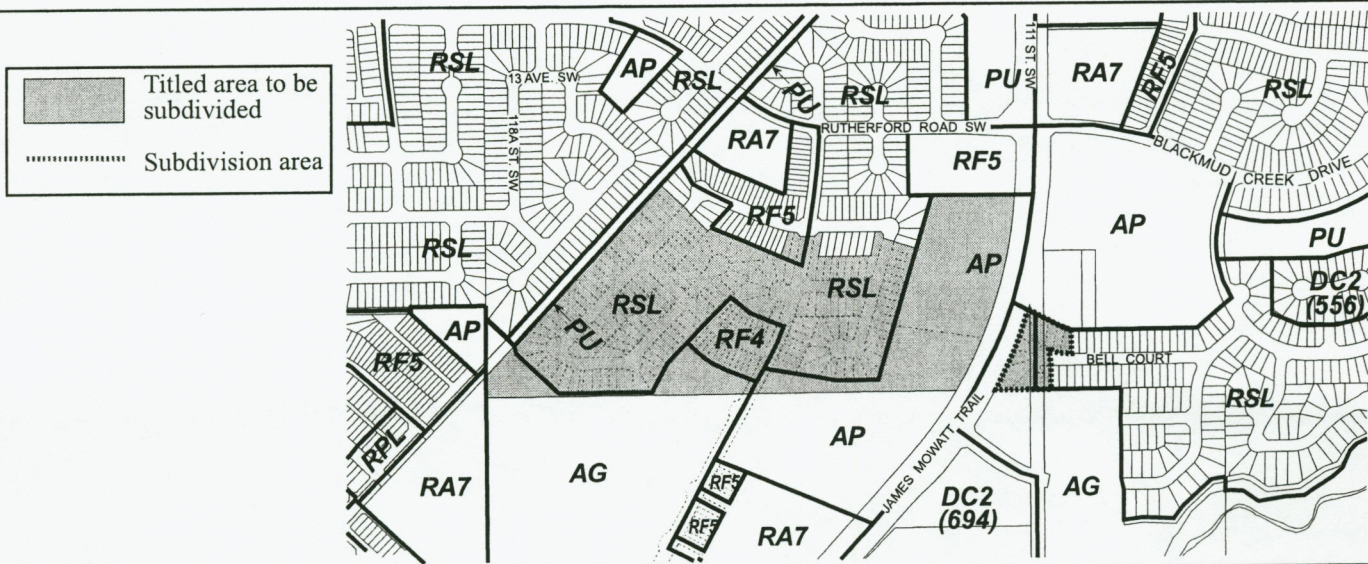 Titled area to be
subdivided
Subdivision area
RSL
13 AVE. SW
AP
RSL
118A ST. SW
PU
RSL
PU
111 ST. SW
RA7
RF5
RSL
RUTHERFORD ROAD SW
RA7
RF5
BLACKMUD CREEK DRIVE
RF5
AP
PU
RSL
AP
DC2
(556)
RSL
RSL
PU
AP
RF4
RF5
BELL COURT
RSL
RPL
RA7
AG
AP
JAMES MOWATT TRAIL
RF5
RF5
RA7
DC2
(694)
AG